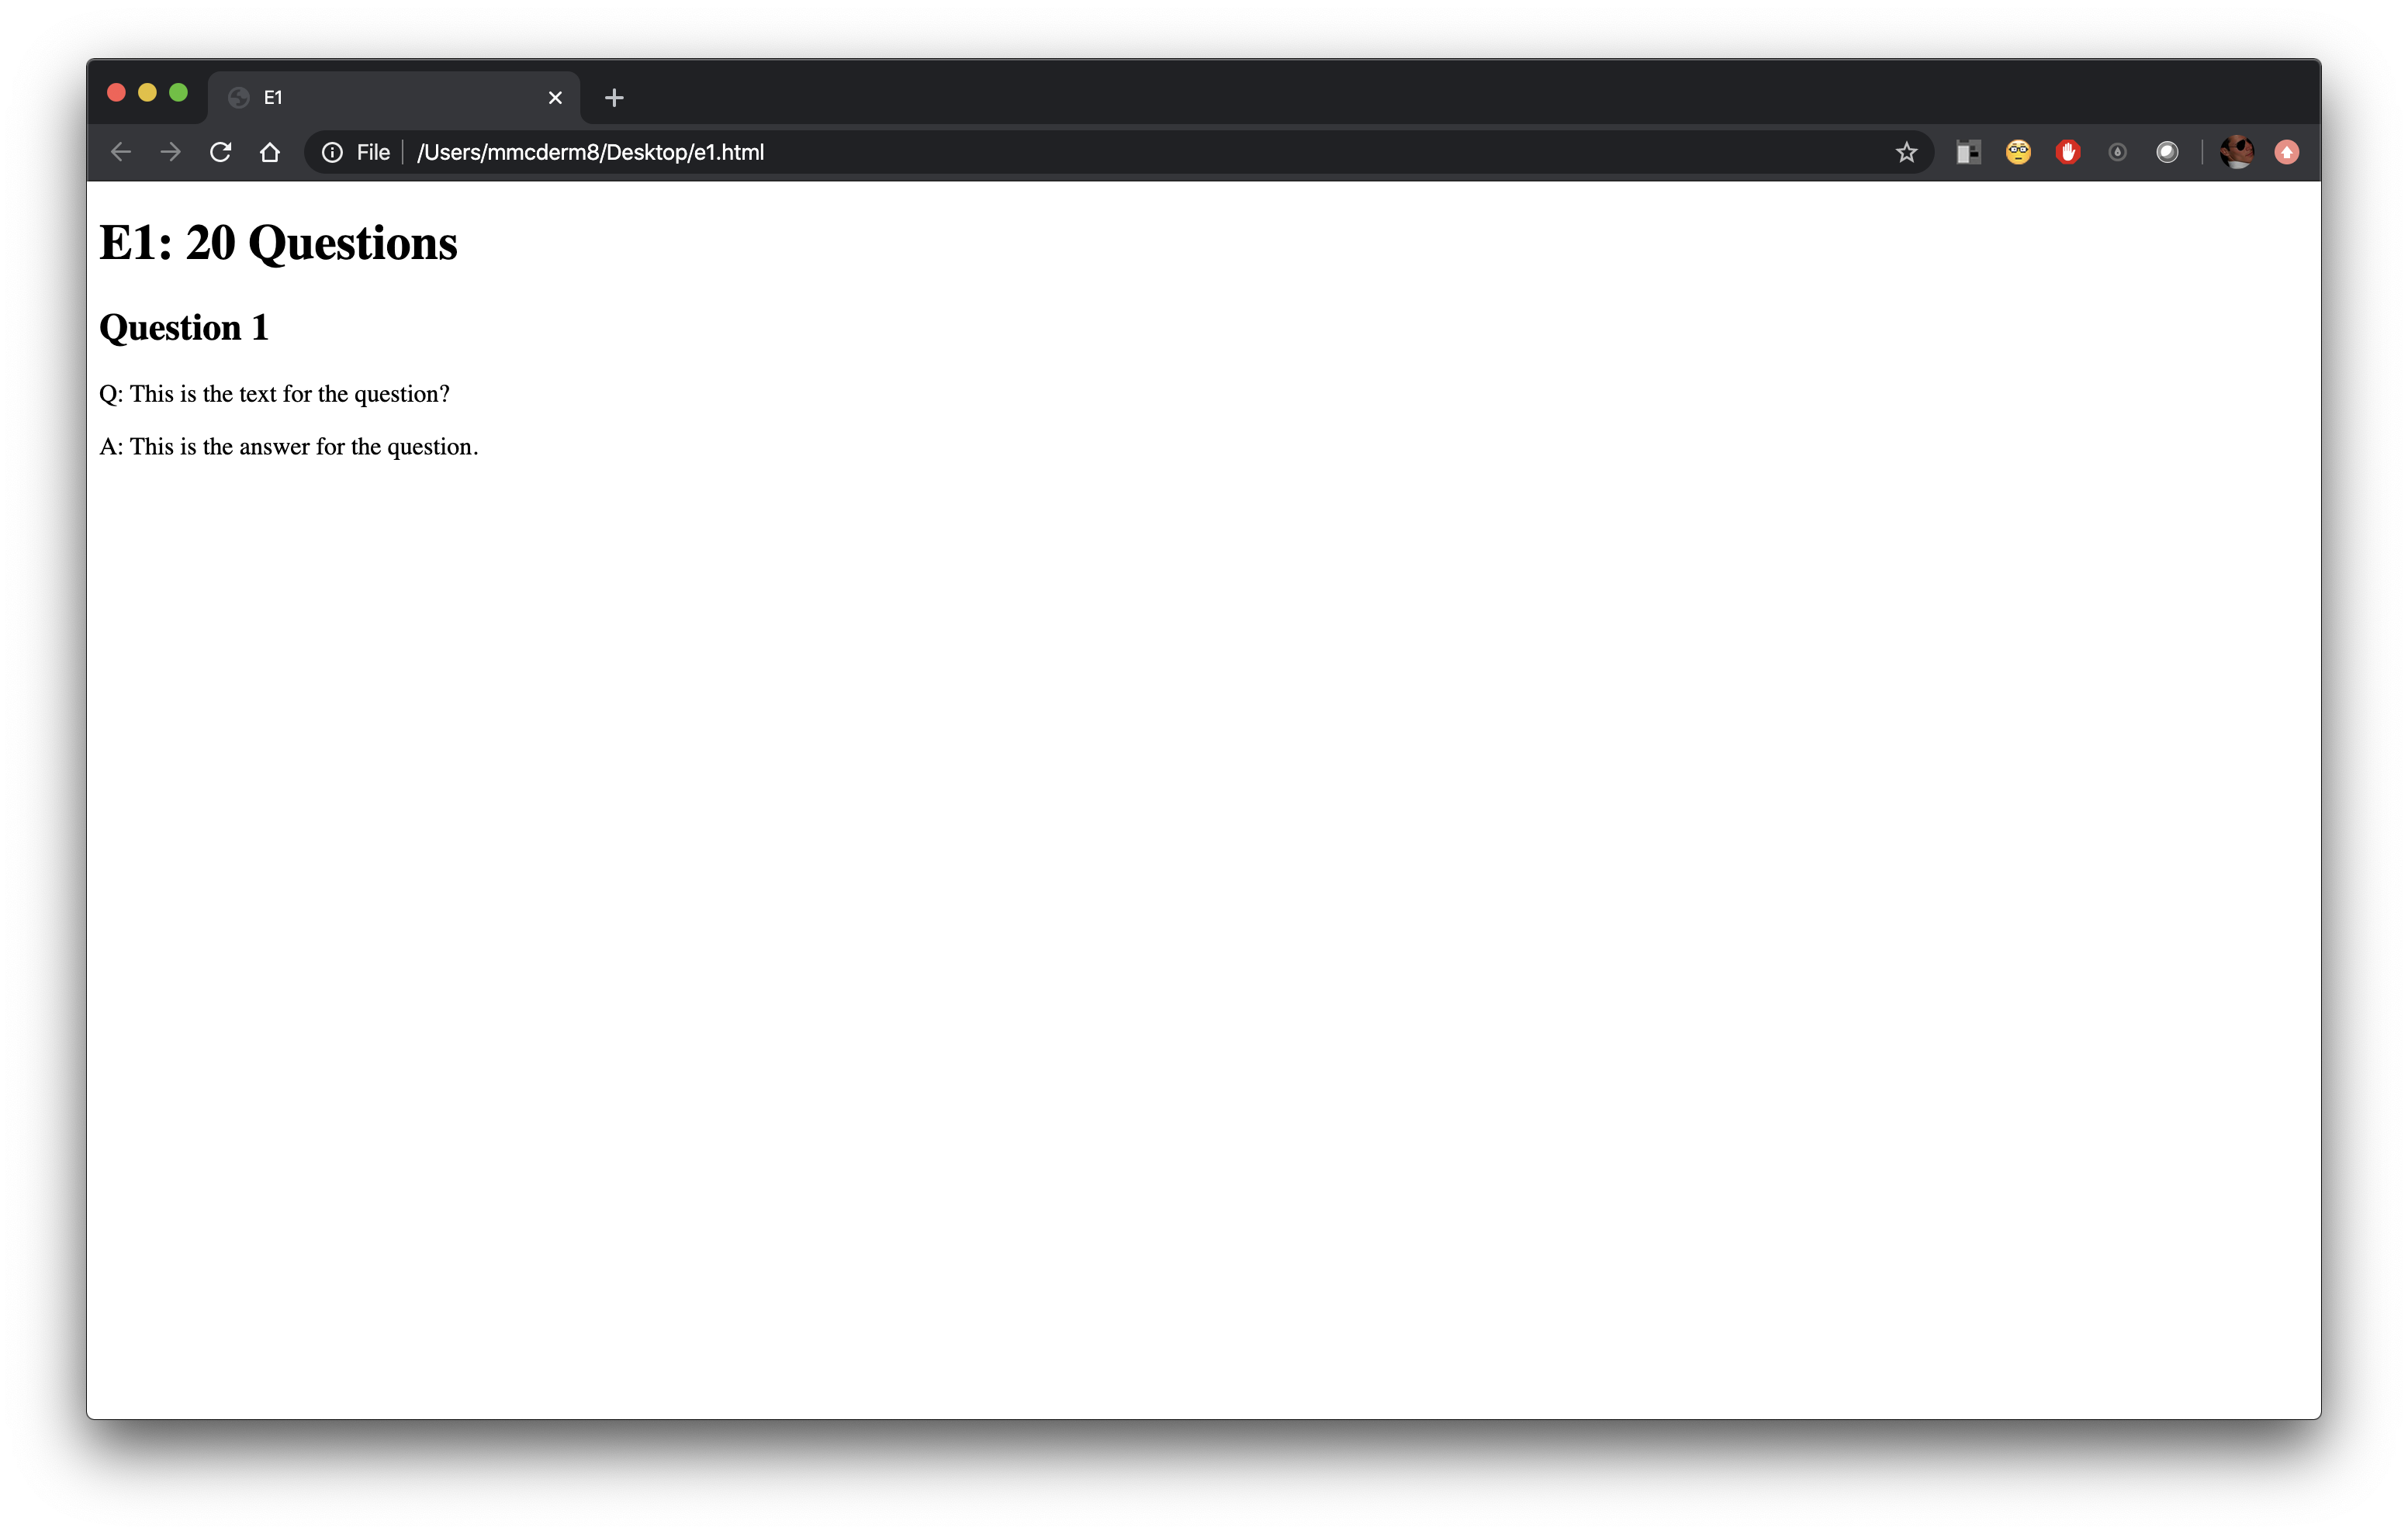 E1
File /Users/mmcderm8/Desktop/e1.html
E1: 20 Questions
Question 1
Q: This is the text for the question?
A: This is the answer for the question.